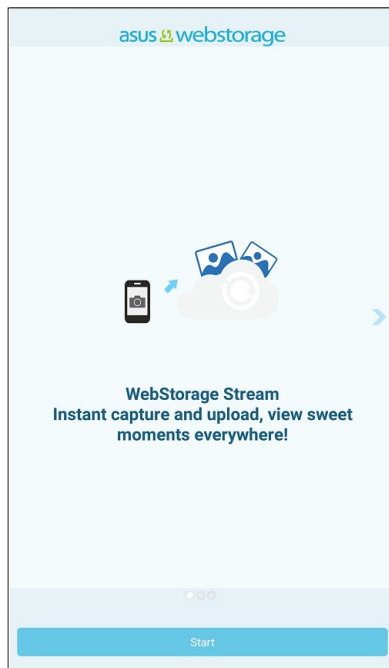 asus webstorage
WebStorage Stream
Instant capture and upload, view sweet
moments everywhere!
Start